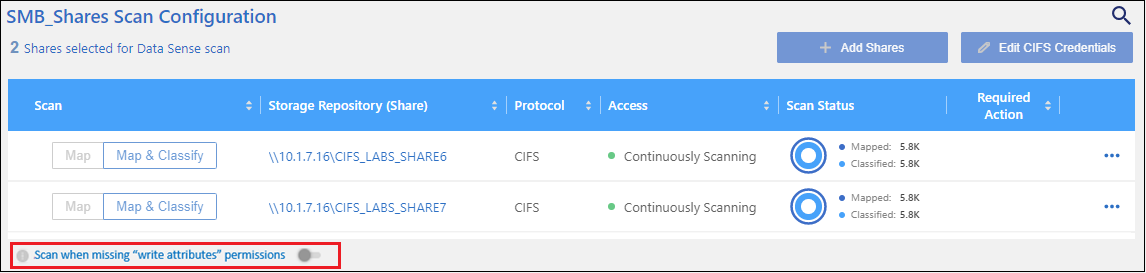 SMB_Shares Scan Configuration
2 Shares selected for Data Sense scan
+ Add Shares
Edit CIFS Credentials
Scan Storage Repository (Share) Protocol Access Scan Status Required Action
Map Map & Classify \\10.1.7.16\CIFS_LABS_SHARE6 CIFS Continuously Scanning Mapped: 5.8K
Classified: 5.8K
Map Map & Classify \\10.1.7.16\CIFS_LABS_SHARE7 CIFS Continuously Scanning Mapped: 5.8K
Classified: 5.8K
Scan when missing “write attributes” permissions